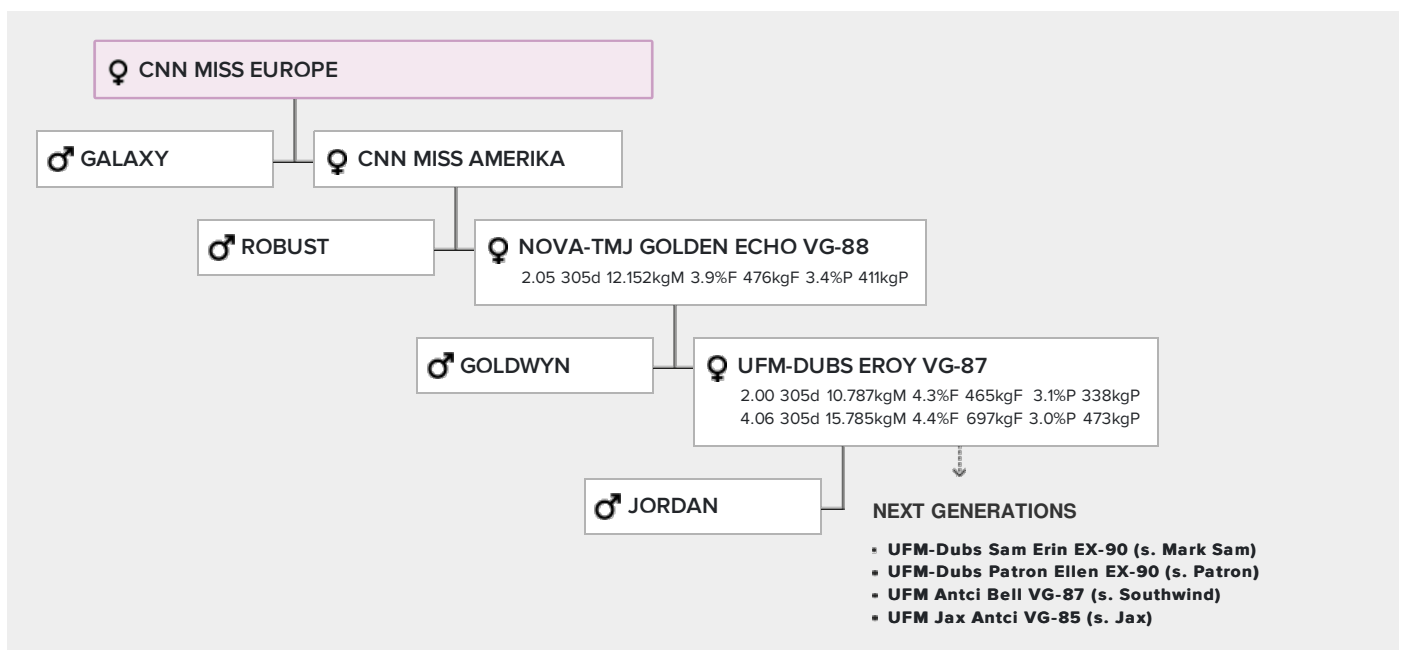 CNN MISS EUROPE
GALAXY
CNN MISS AMERIKA
ROBUST
NOVA-TMJ GOLDEN ECHO VG-88
2.05 305d 12.152kgM 3.9%F 476kgF 3.4%P 411kgP
GOLDWYN
UFM-DUBS EROY VG-87
2.00 305d 10.787kgM 4.3%F 465kgF 3.1%P 338kgP
4.06 305d 15.785kgM 4.4%F 697kgF 3.0%P 473kgP
JORDAN
NEXT GENERATIONS
UFM-Dubs Sam Erin EX-90 (s. Mark Sam)
UFM-Dubs Patron Ellen EX-90 (s. Patron)
UFM Antci Bell VG-87 (s. Southwind)
UFM Jax Antci VG-85 (s. Jax)